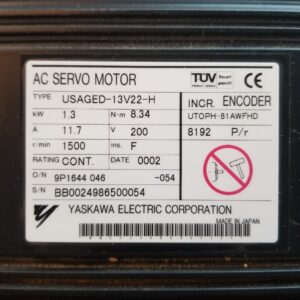 AC SERVO MOTOR
TÜV
TYPE USAGED-13V22-H
kW 1.3 N·m 8.34
A 11.7 V 200
r/min 1500 ins. F
RATING CONT. DATE 0002
O/N 9P1644 046 -054
S/N BB0024986500054
INCR. ENCODER
UTOPH-81AWFHD
8192 P/r
YASKAWA ELECTRIC CORPORATION
MADE IN JAPAN